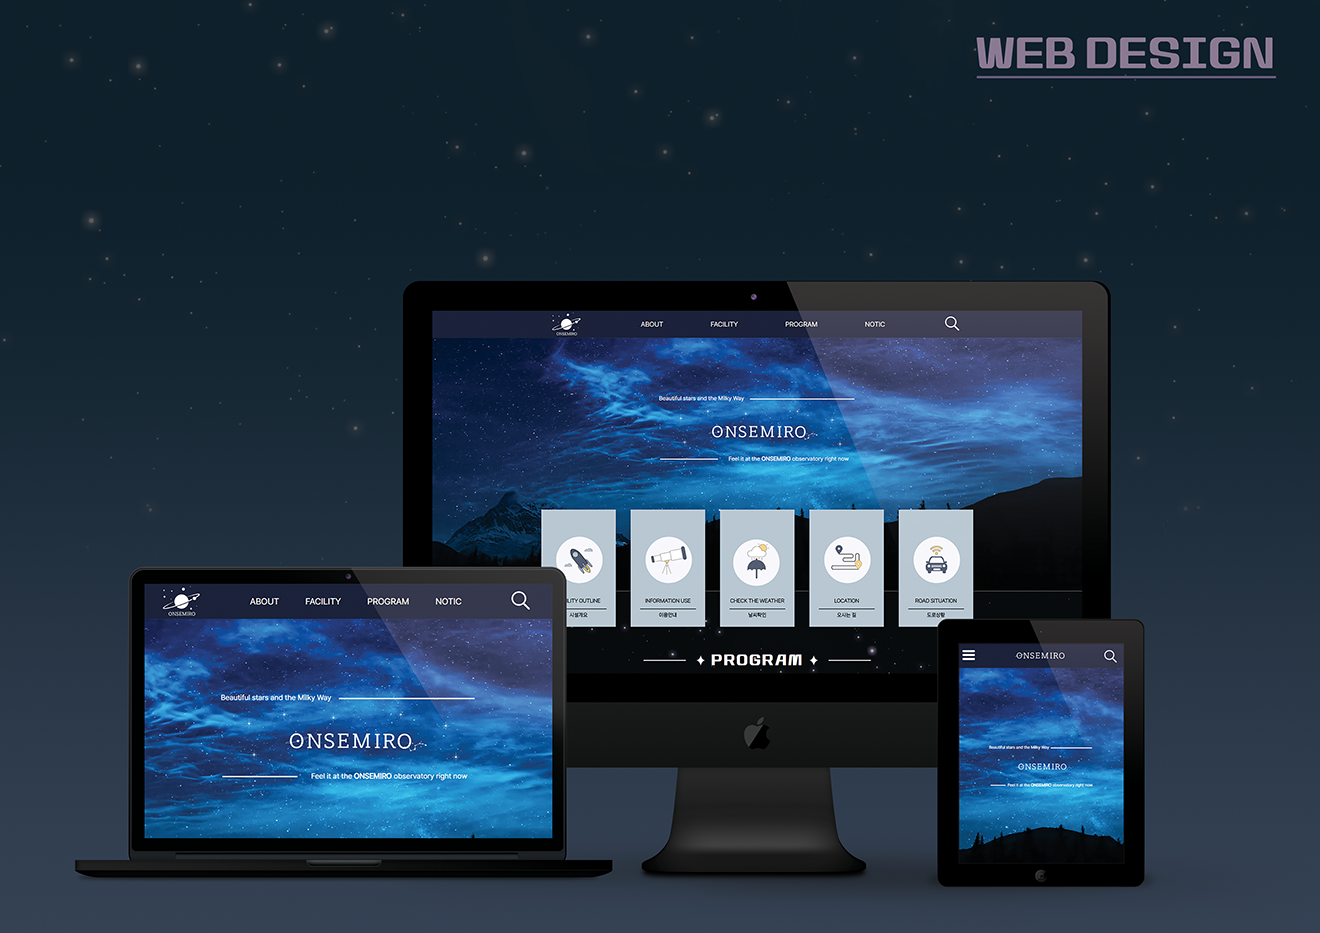 WEB DESIGN
ONSEMIRO
ABOUT FACILITY PROGRAM NOTIC
Beautiful stars and the Milky Way
ONSEMIRO
Feel it at the ONSEMIRO observatory right now
ILITY OUTLINE
시설개요
INFORMATION USE
이용안내
CHECK THE WEATHER
날씨확인
LOCATION
오시는 길
ROAD SITUATION
도로상황
PROGRAM
ONSEMIRO
ABOUT FACILITY PROGRAM NOTIC
Beautiful stars and the Milky Way
ONSEMIRO
Feel it at the ONSEMIRO observatory right now
ONSEMIRO
Beautiful stars and the Milky Way
ONSEMIRO
Feel it at the ONSEMIRO observatory right now